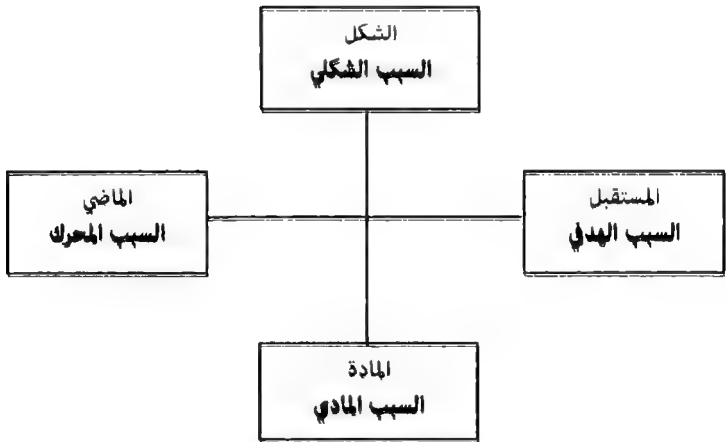 الشكل
السبب الشكلي
المستقبل
السبب الهدفي
الماضي
السبب المحرك
المادة
السبب المادي